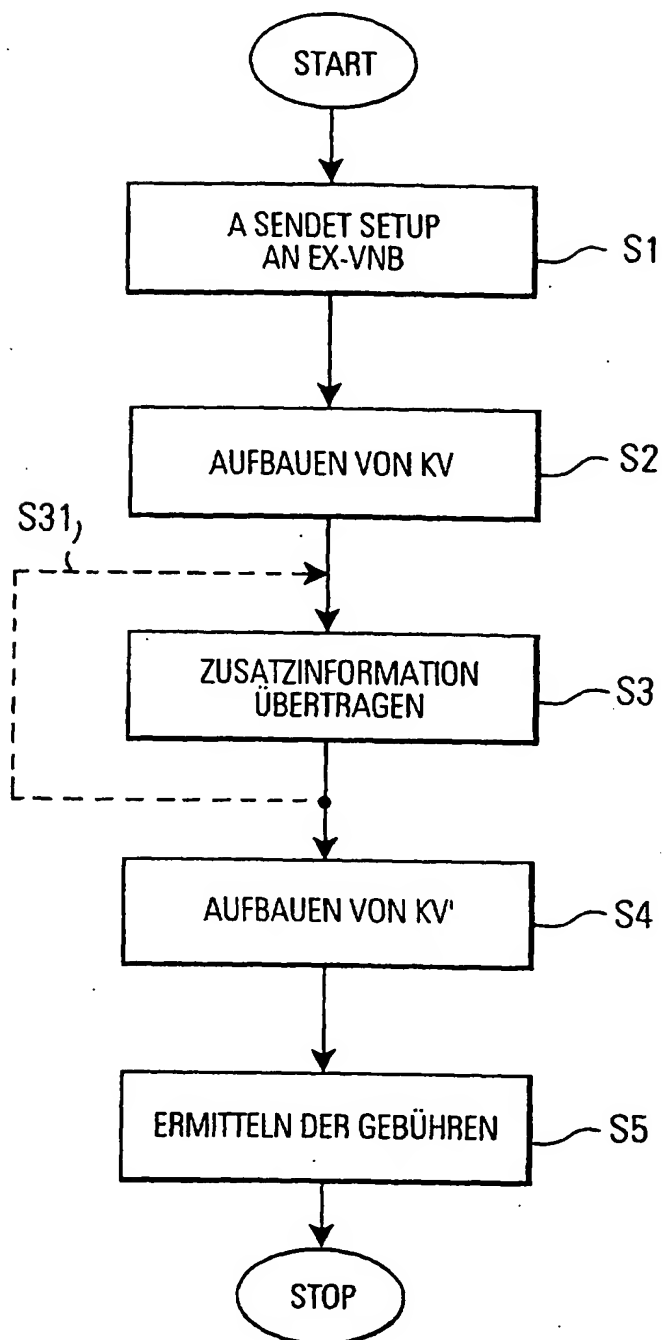 START
A SENDET SETUP
AN EX-VNB
S1
AUFBAUEN VON KV
S2
S31
ZUSATZINFORMATION
ÜBERTRAGEN
S3
AUFBAUEN VON KV'
S4
ERMITTELN DER GEBÜHREN
S5
STOP